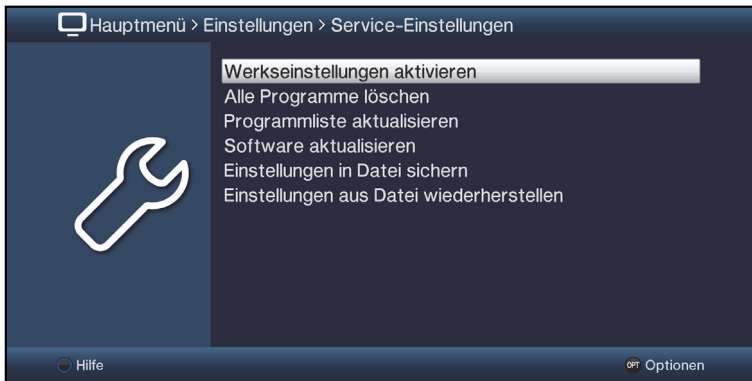 Hauptmenü > Einstellungen > Service-Einstellungen
Werkseinstellungen aktivieren
Alle Programme löschen
Programmliste aktualisieren
Software aktualisieren
Einstellungen in Datei sichern
Einstellungen aus Datei wiederherstellen
Hilfe OPT Optionen